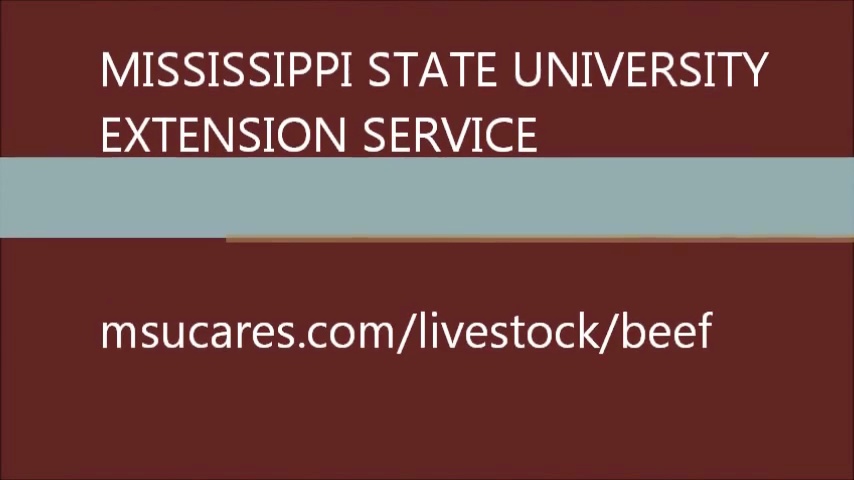 MISSISSIPPI STATE UNIVERSITY
EXTENSION SERVICE
msucares.com/livestock/beef